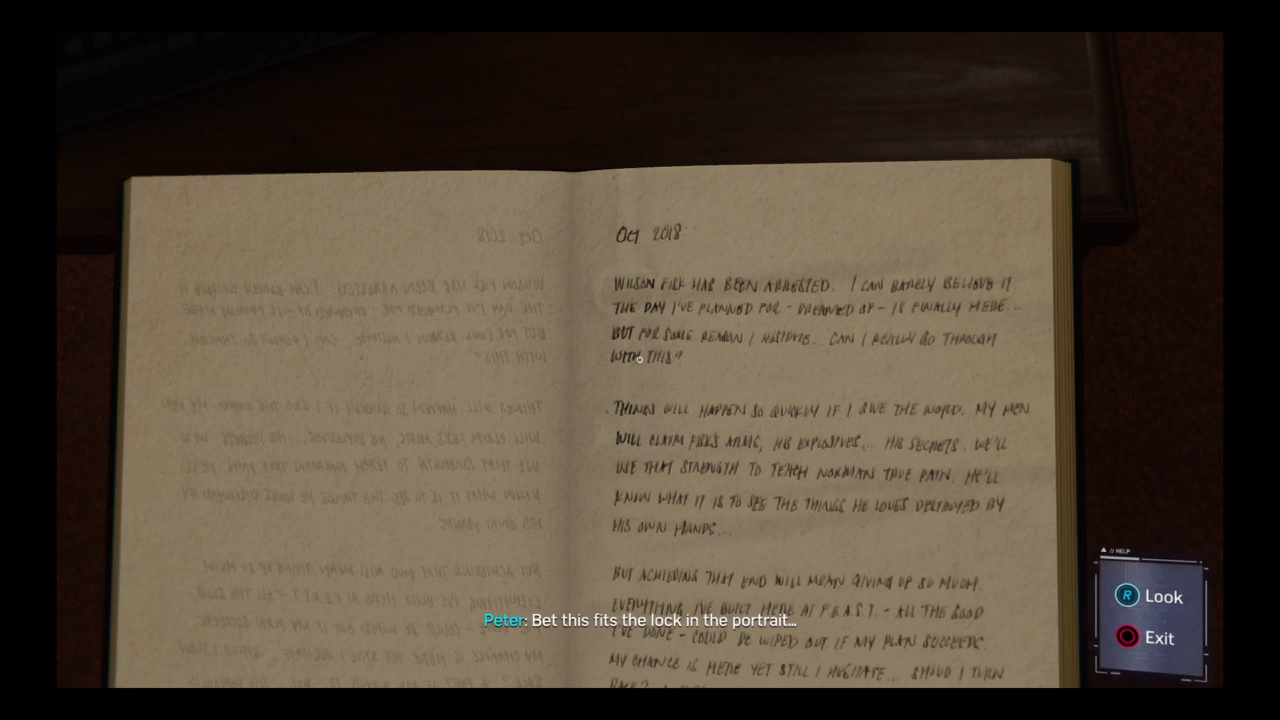 Oct 2018
WILSON FISK HAS BEEN ARRESTED. I CAN BARELY BELIEVE IT
THE DAY I'VE PLANNED FOR - DREAMED OF - IS FINALLY HERE...
BUT FOR SOME REASON I HESITATE. CAN I REALLY GO THROUGH
WITH THIS?
THINGS WILL HAPPEN SO QUICKLY IF I GIVE THE WORD. MY MEN
WILL CLAIM FISK'S ARMS, HIS EXPLOSIVES... HIS SECRETS. WE'LL
USE THAT STRENGTH TO TEACH NORMAN TRUE PAIN. HE'LL
KNOW WHAT IT IS TO SEE THE THINGS HE LOVES DESTROYED BY
HIS OWN HANDS...
BUT ACHIEVING THAT END WILL MEAN GIVING UP SO MUCH.
EVERYTHING I'VE BUILT HERE AT F.E.A.S.T. - ALL THE GOOD
Peter: Bet this fits the lock in the portrait...
I'VE DONE - COULD BE WIPED OUT IF MY PLAN SUCCEEDS.
MY CHANCE IS HERE YET STILL I HESITATE... SHOULD I TURN
BACK?
// HELP
R Look
Exit